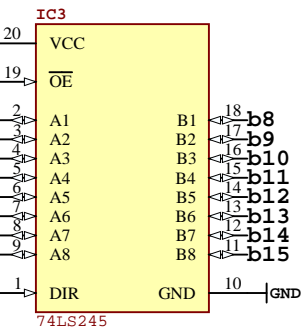 IC3
20 VCC
19 OE
2 A1 B1 18 b8
3 A2 B2 17 b9
4 A3 B3 16 b10
5 A4 B4 15 b11
6 A5 B5 14 b12
7 A6 B6 13 b13
8 A7 B7 12 b14
9 A8 B8 11 b15
1 DIR GND 10 GND
74LS245